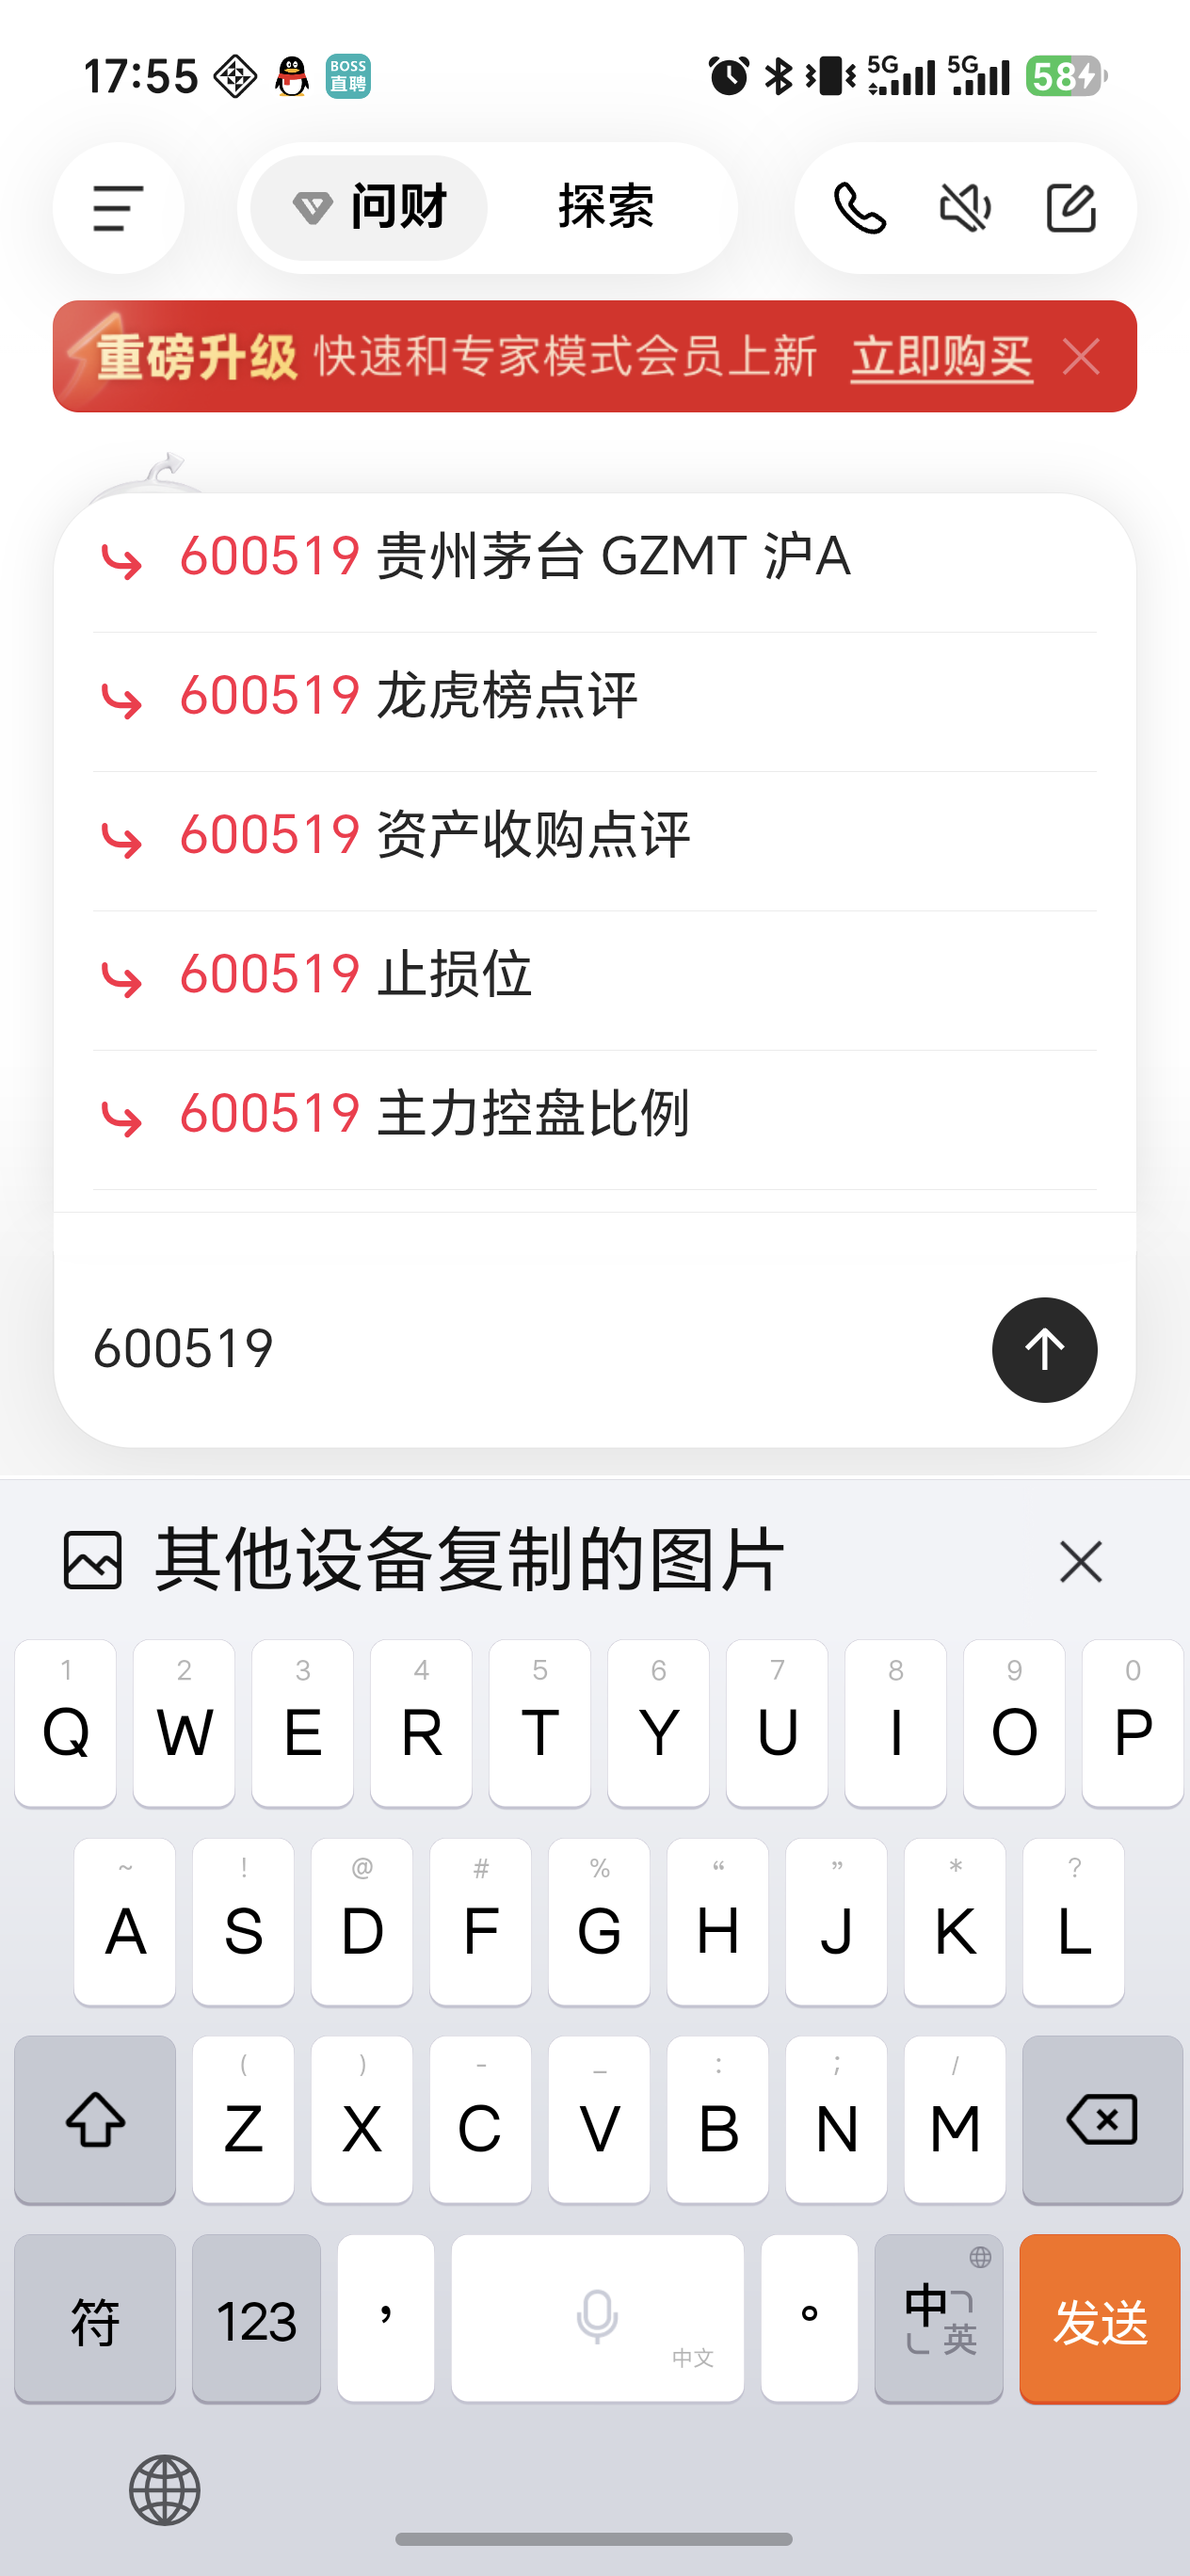 17:55 BOSS直聘 5G 5G 58
问财 探索
重磅升级 快速和专家模式会员上新 立即购买
600519 贵州茅台 GZMT 沪A
600519 龙虎榜点评
600519 资产收购点评
600519 止损位
600519 主力控盘比例
600519
其他设备复制的图片
1 2 3 4 5 6 7 8 9 0
Q W E R T Y U I O P
~ ! @ # % “ ” * ?
A S D F G H J K L
( ) - _ : ; /
Z X C V B N M
符 123 , 中文 。 中英 发送